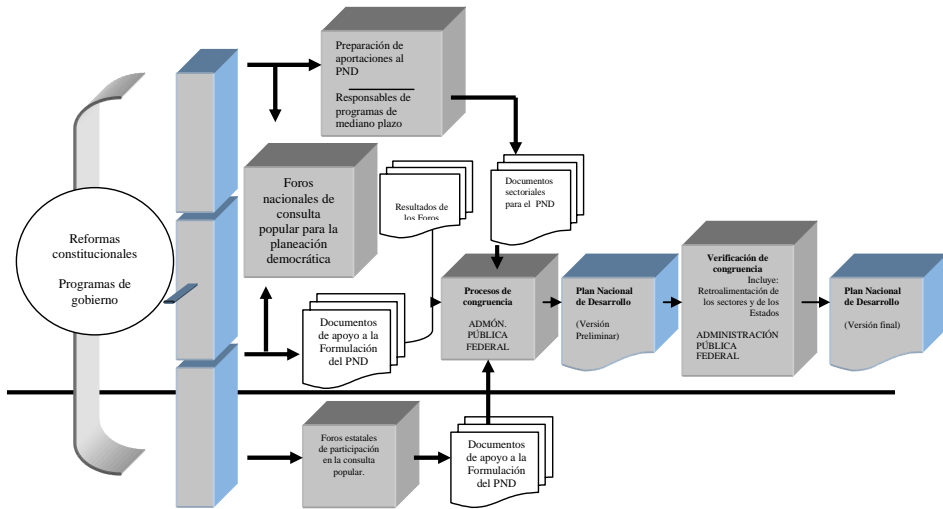 Reformas
constitucionales
Programas de
gobierno
Preparación de
aportaciones al
PND
Responsables de
programas de
mediano plazo
Foros
nacionales de
consulta
popular para la
planeación
democrática
Resultados de
los Foros
Documentos
sectoriales
para el PND
Documentos
de apoyo a la
Formulación
del PND
Procesos de
congruencia
ADMÓN.
PÚBLICA
FEDERAL
Plan Nacional
de Desarrollo
(Versión
Preliminar)
Verificación de
congruencia
Incluye:
Retroalimentación de
los sectores y de los
Estados
ADMINISTRACIÓN
PÚBLICA
FEDERAL
Plan Nacional
de Desarrollo
(Versión final)
Foros estatales
de participación
en la consulta
popular.
Documentos
de apoyo a la
Formulación
del PND